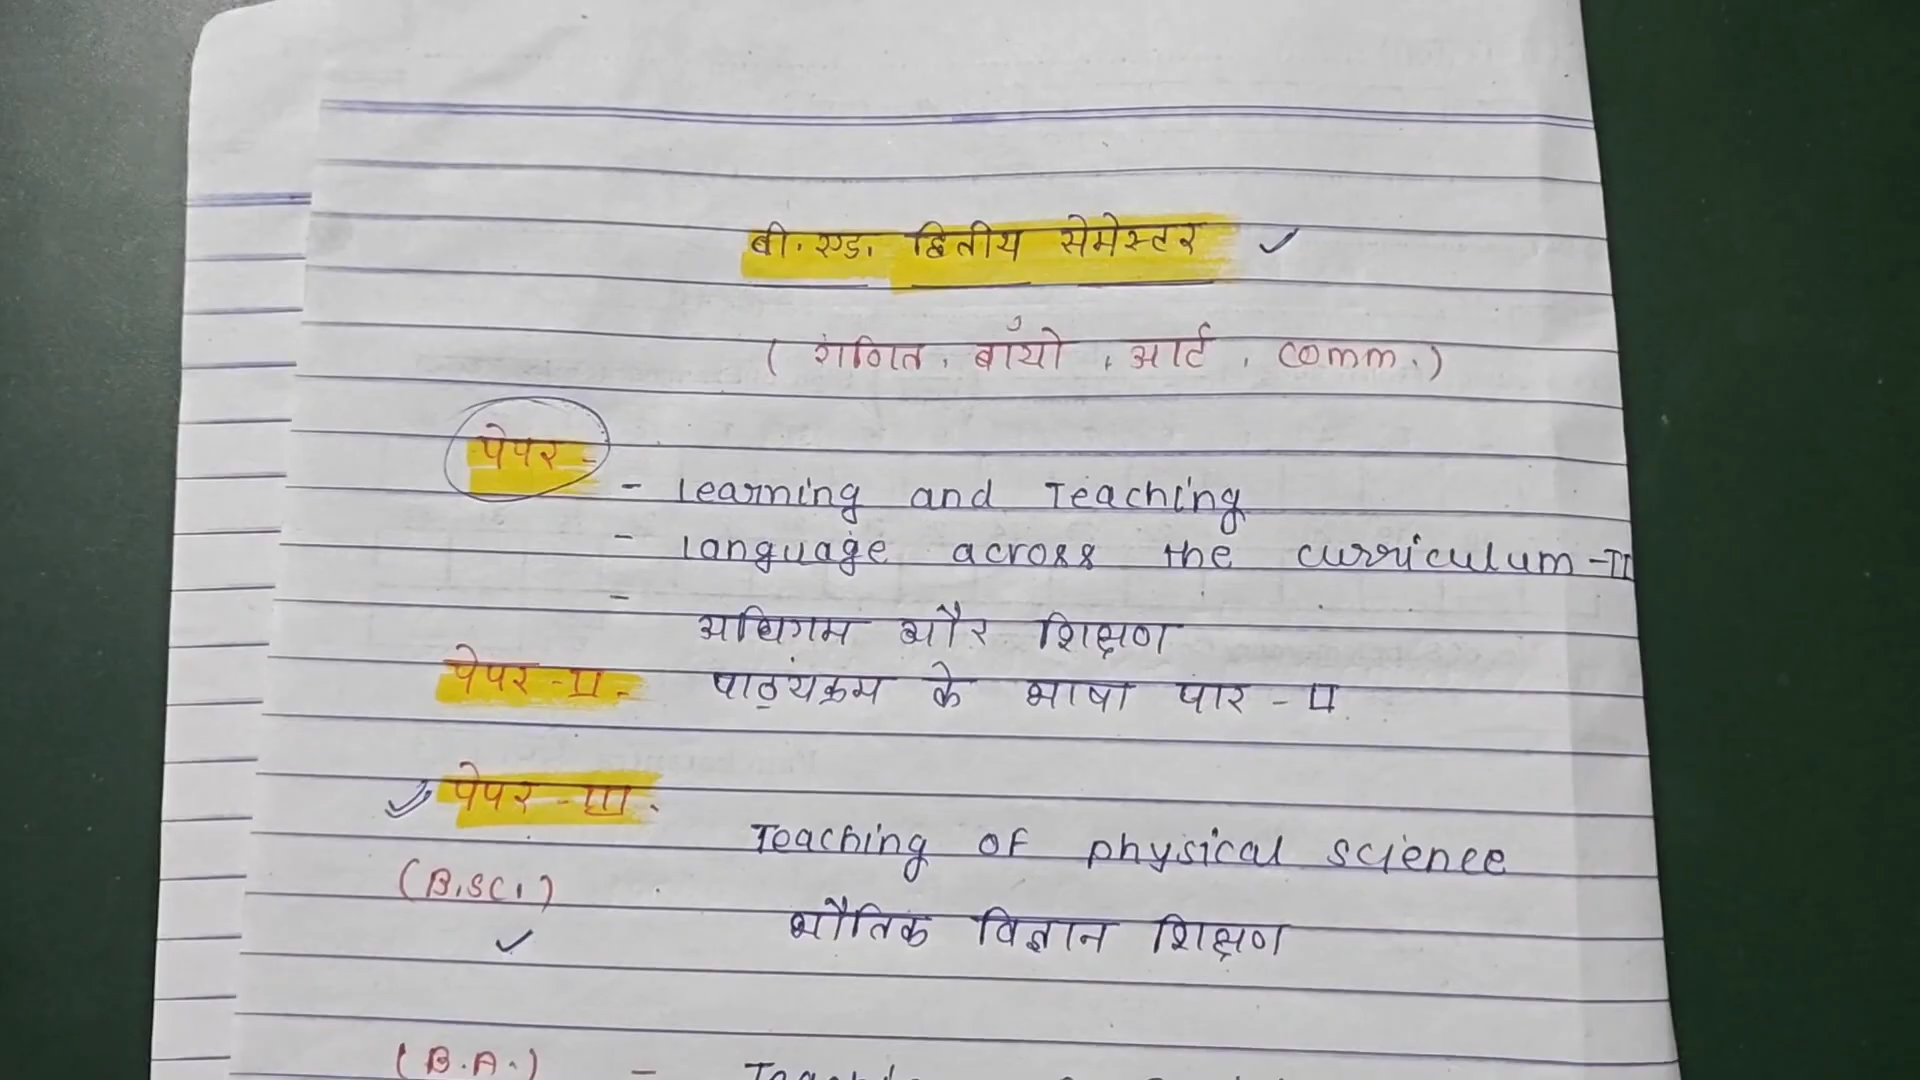 बी. एड. द्वितीय सेमेस्टर
( गणित, बॉयो, आर्ट, comm.)
पेपर -
- Learning and Teaching
- Language across the curriculum - II
- अधिगम और शिक्षण
पेपर - II - पाठ्यंक्रम के भाषा पार - II
पेपर - III.
Teaching of physical science
(B.SC.)
भौतिक विज्ञान शिक्षण
(B.A.) -